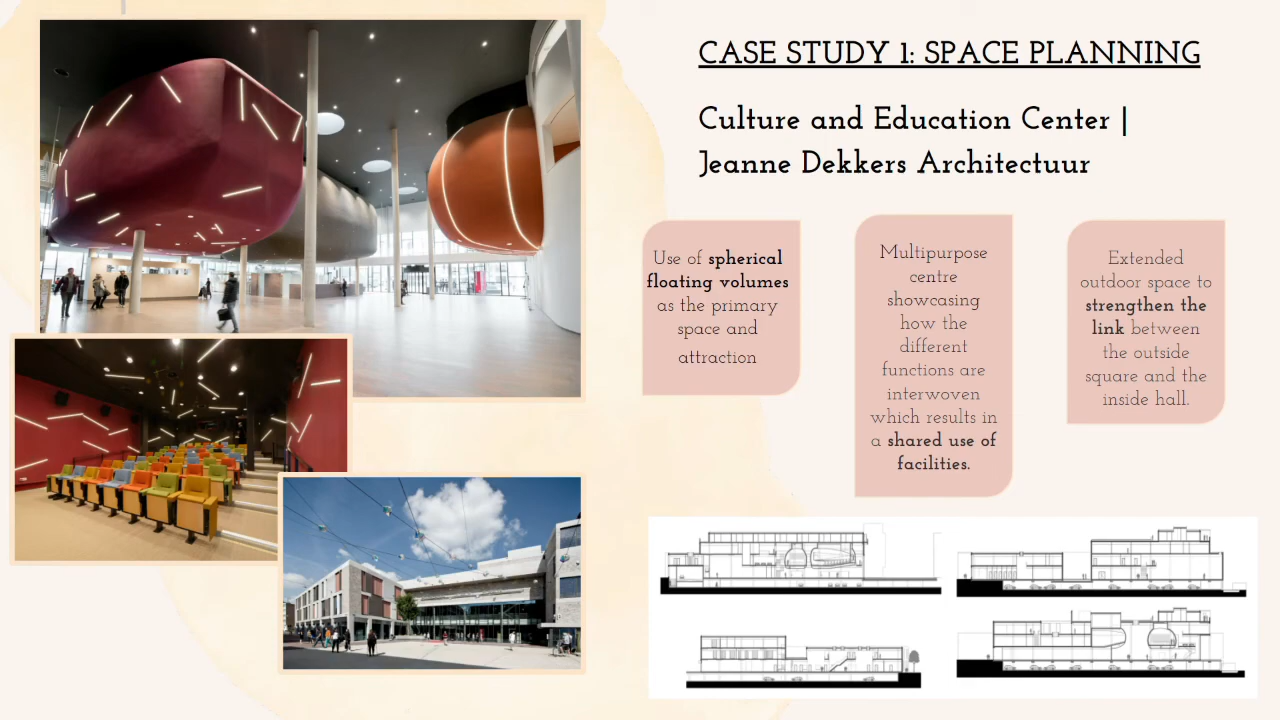 CASE STUDY 1: SPACE PLANNING
Culture and Education Center |
Jeanne Dekkers Architectuur
Use of spherical
floating volumes
as the primary
space and
attraction
Multipurpose
centre
showcasing
how the
different
functions are
interwoven
which results in
a shared use of
facilities.
Extended
outdoor space to
strengthen the
link between
the outside
square and the
inside hall.